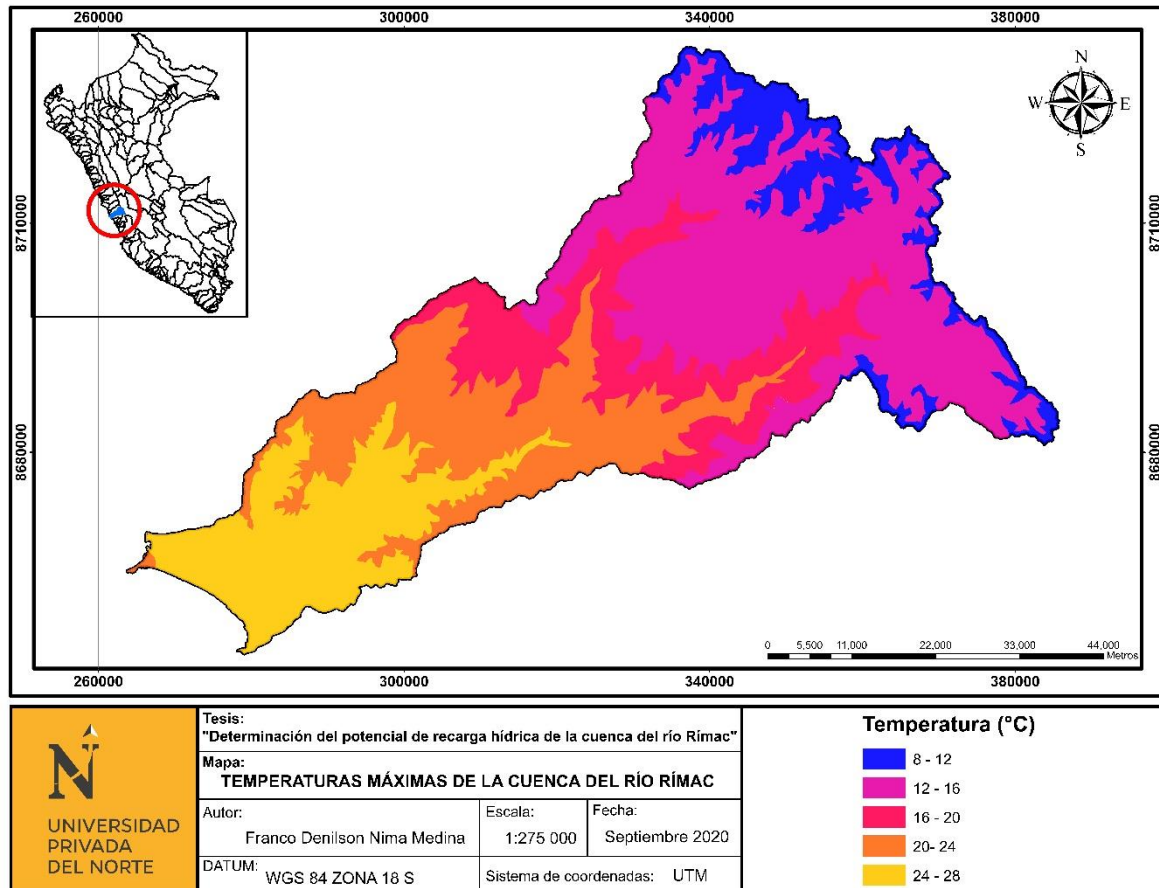 260000 300000 340000 380000
N
W E
S
8710000 8710000
8680000 8680000
0 5,500 11,000 22,000 33,000 44,000
Metros
260000 300000 340000 380000
N
UNIVERSIDAD
PRIVADA
DEL NORTE
Tesis:
"Determinación del potencial de recarga hídrica de la cuenca del río Rímac"
Mapa:
TEMPERATURAS MÁXIMAS DE LA CUENCA DEL RÍO RÍMAC
Autor:
Franco Denilson Nima Medina
Escala:
1:275 000
Fecha:
Septiembre 2020
DATUM: WGS 84 ZONA 18 S
Sistema de coordenadas: UTM
Temperatura (°C)
8 - 12
12 - 16
16 - 20
20- 24
24 - 28